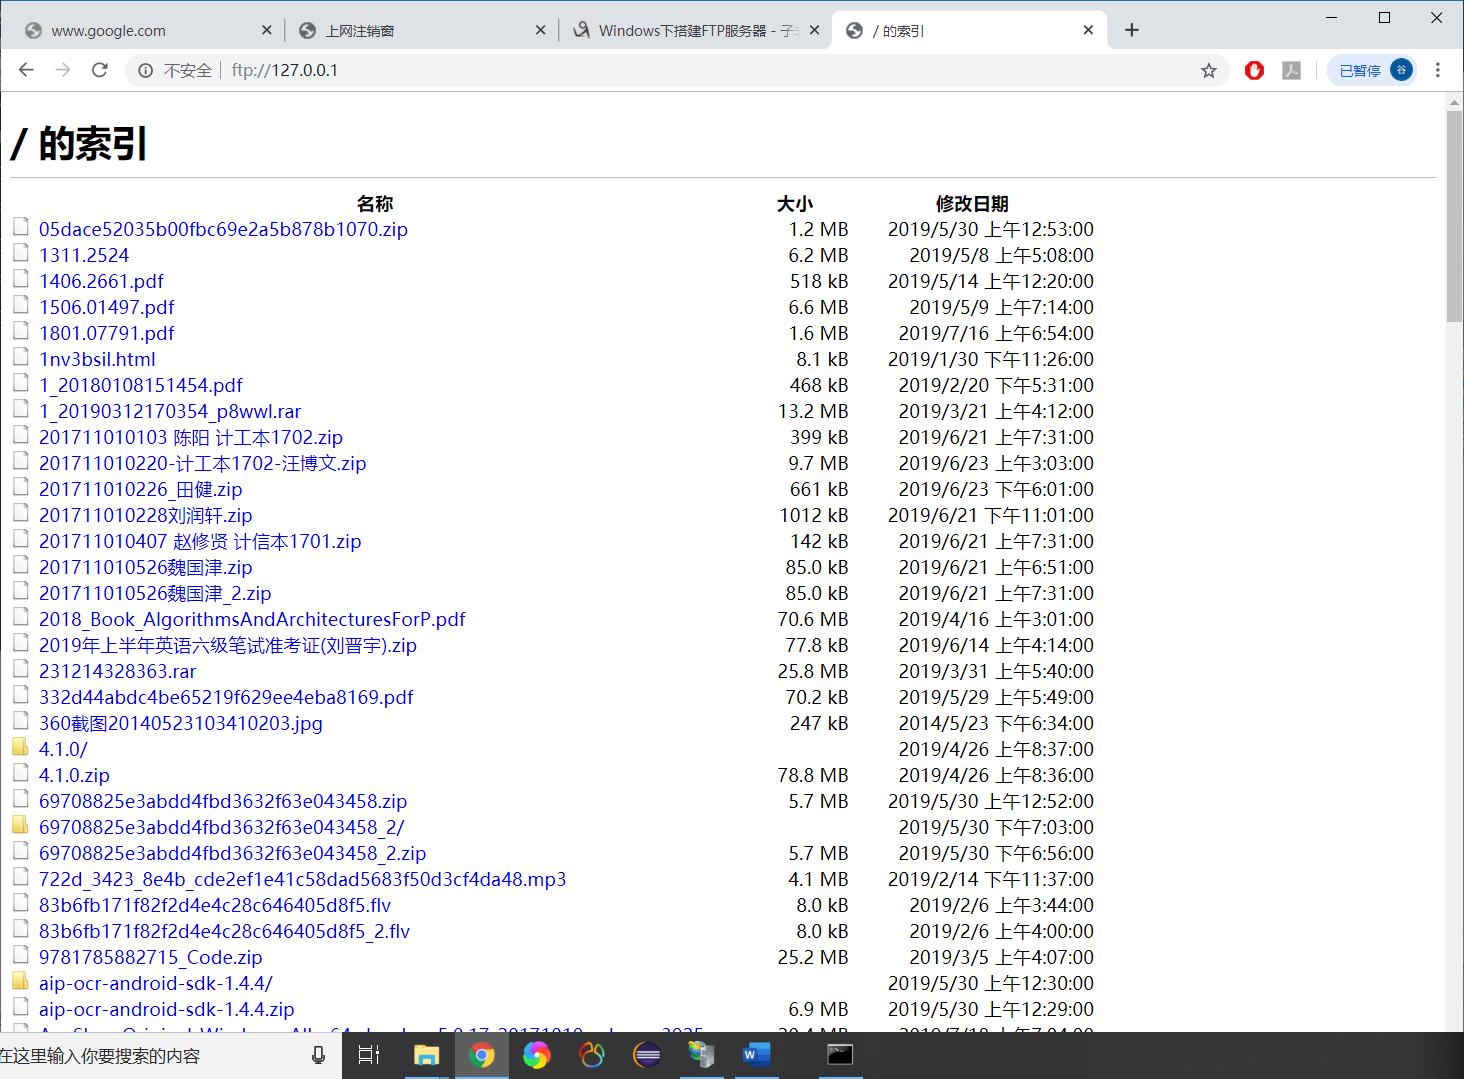 www.google.com
上网注销窗
Windows下搭建FTP服务器 - 子
/ 的索引
不安全 ftp://127.0.0.1
已暂停 谷
/ 的索引
名称 大小 修改日期
05dace52035b00fbc69e2a5b878b1070.zip 1.2 MB 2019/5/30 上午12:53:00
1311.2524 6.2 MB 2019/5/8 上午5:08:00
1406.2661.pdf 518 kB 2019/5/14 上午12:20:00
1506.01497.pdf 6.6 MB 2019/5/9 上午7:14:00
1801.07791.pdf 1.6 MB 2019/7/16 上午6:54:00
1nv3bsil.html 8.1 kB 2019/1/30 下午11:26:00
1_20180108151454.pdf 468 kB 2019/2/20 下午5:31:00
1_20190312170354_p8wwl.rar 13.2 MB 2019/3/21 上午4:12:00
201711010103 陈阳 计工本1702.zip 399 kB 2019/6/21 上午7:31:00
201711010220-计工本1702-汪博文.zip 9.7 MB 2019/6/23 上午3:03:00
201711010226_田健.zip 661 kB 2019/6/23 下午6:01:00
201711010228刘润轩.zip 1012 kB 2019/6/21 下午11:01:00
201711010407 赵修贤 计信本1701.zip 142 kB 2019/6/21 上午7:31:00
201711010526魏国津.zip 85.0 kB 2019/6/21 上午6:51:00
201711010526魏国津_2.zip 85.0 kB 2019/6/21 上午7:31:00
2018_Book_AlgorithmsAndArchitecturesForP.pdf 70.6 MB 2019/4/16 上午3:01:00
2019年上半年英语六级笔试准考证(刘晋宇).zip 77.8 kB 2019/6/14 上午4:14:00
231214328363.rar 25.8 MB 2019/3/31 上午5:40:00
332d44abdc4be65219f629ee4eba8169.pdf 70.2 kB 2019/5/29 上午5:49:00
360截图20140523103410203.jpg 247 kB 2014/5/23 下午6:34:00
4.1.0/ 2019/4/26 上午8:37:00
4.1.0.zip 78.8 MB 2019/4/26 上午8:36:00
69708825e3abdd4fbd3632f63e043458.zip 5.7 MB 2019/5/30 上午12:52:00
69708825e3abdd4fbd3632f63e043458_2/ 2019/5/30 下午7:03:00
69708825e3abdd4fbd3632f63e043458_2.zip 5.7 MB 2019/5/30 下午6:56:00
722d_3423_8e4b_cde2ef1e41c58dad5683f50d3cf4da48.mp3 4.1 MB 2019/2/14 下午11:37:00
83b6fb171f82f2d4e4c28c646405d8f5.flv 8.0 kB 2019/2/6 上午3:44:00
83b6fb171f82f2d4e4c28c646405d8f5_2.flv 8.0 kB 2019/2/6 上午4:00:00
9781785882715_Code.zip 25.2 MB 2019/3/5 上午4:07:00
aip-ocr-android-sdk-1.4.4/ 2019/5/30 上午12:30:00
aip-ocr-android-sdk-1.4.4.zip 6.9 MB 2019/5/30 上午12:29:00
在这里输入你要搜索的内容